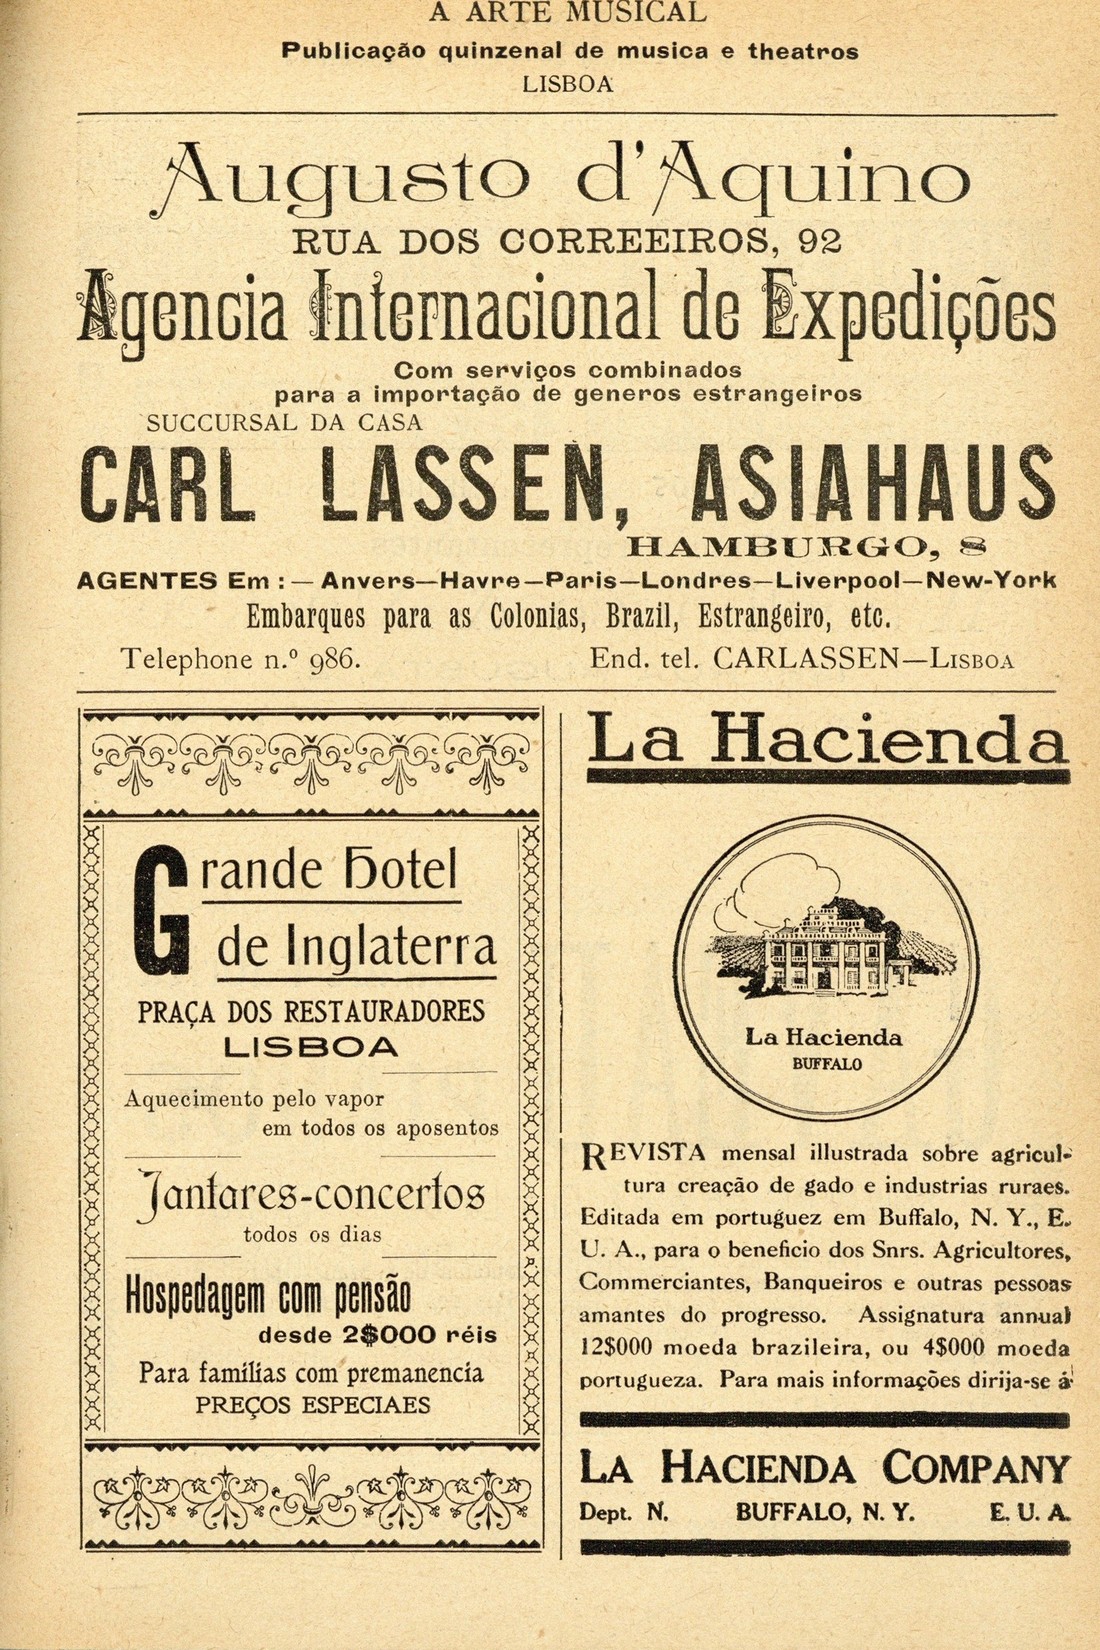 A ARTE MUSICAL
Publicação quinzenal de musica e theatros
LISBOA
Augusto d'Aquino
RUA DOS CORREEIROS, 92
Agencia Internacional de Expedições
Com serviços combinados
para a importação de generos estrangeiros
SUCCURSAL DA CASA
CARL LASSEN, ASIAHAUS
HAMBURGO, 8
AGENTES Em : — Anvers—Havre—Paris—Londres—Liverpool—New-York
Embarques para as Colonias, Brazil, Estrangeiro, etc.
Telephone n.º 986. End. tel. CARLASSEN—LISBOA
Grande Hotel
de Inglaterra
PRAÇA DOS RESTAURADORES
LISBOA
Aquecimento pelo vapor
em todos os aposentos
Jantares-concertos
todos os dias
Hospedagem com pensão
desde 2$000 réis
Para familias com premanencia
PREÇOS ESPECIAES
La Hacienda
La Hacienda
BUFFALO
REVISTA mensal illustrada sobre agricul-
tura creação de gado e industrias ruraes.
Editada em portuguez em Buffalo, N. Y., E.
U. A., para o beneficio dos Snrs. Agricultores,
Commerciantes, Banqueiros e outras pessoas
amantes do progresso. Assignatura annual
12$000 moeda brazileira, ou 4$000 moeda
portugueza. Para mais informações dirija-se á
LA HACIENDA COMPANY
Dept. N. BUFFALO, N. Y. E. U. A.